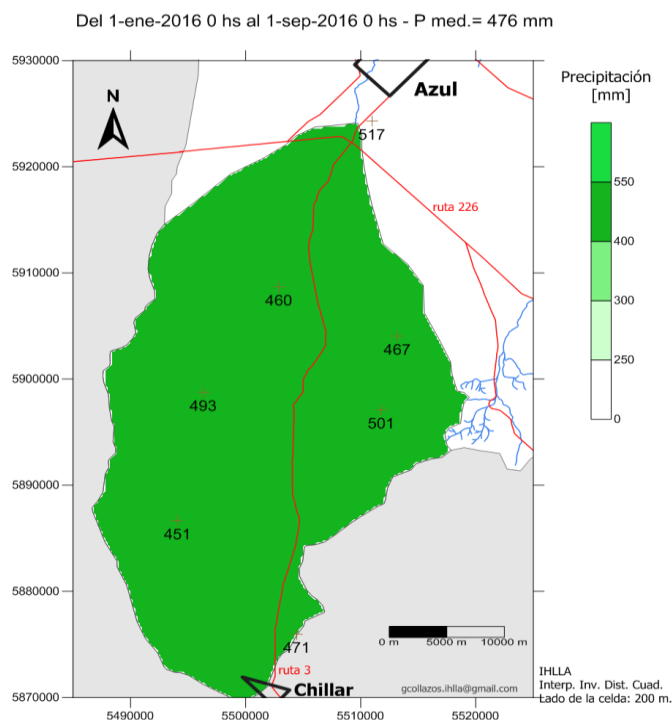 Del 1-ene-2016 0 hs al 1-sep-2016 0 hs - P med.= 476 mm
5930000
5920000
5910000
5900000
5890000
5880000
5870000
5490000
5500000
5510000
5520000
N
Azul
517
ruta 226
460
467
493
501
451
471
ruta 3
Chillar
0 m
5000 m
10000 m
gcollazos.ihlla@gmail.com
Precipitación
[mm]
550
400
300
250
0
IHLLA
Interp. Inv. Dist. Cuad.
Lado de la celda: 200 m.